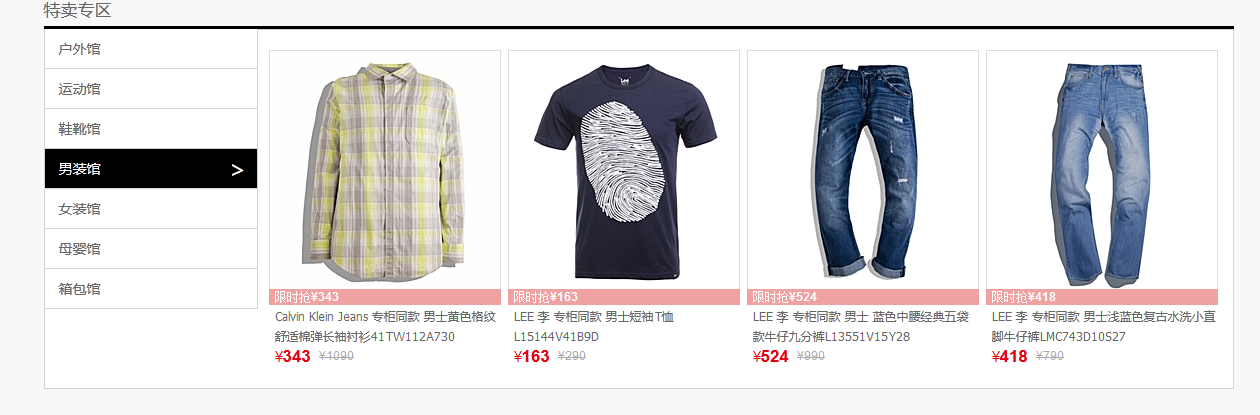 特卖专区
户外馆
运动馆
鞋靴馆
男装馆 >
女装馆
母婴馆
箱包馆
Lee
限时抢¥343
Calvin Klein Jeans 专柜同款 男士黄色格纹
舒适棉弹长袖衬衫41TW112A730
¥343 ¥1090
限时抢¥163
LEE 李 专柜同款 男士短袖T恤
L15144V41B9D
¥163 ¥290
限时抢¥524
LEE 李 专柜同款 男士 蓝色中腰经典五袋
款牛仔九分裤L13551V15Y28
¥524 ¥990
限时抢¥418
LEE 李 专柜同款 男士浅蓝色复古水洗小直
脚牛仔裤LMC743D10S27
¥418 ¥790